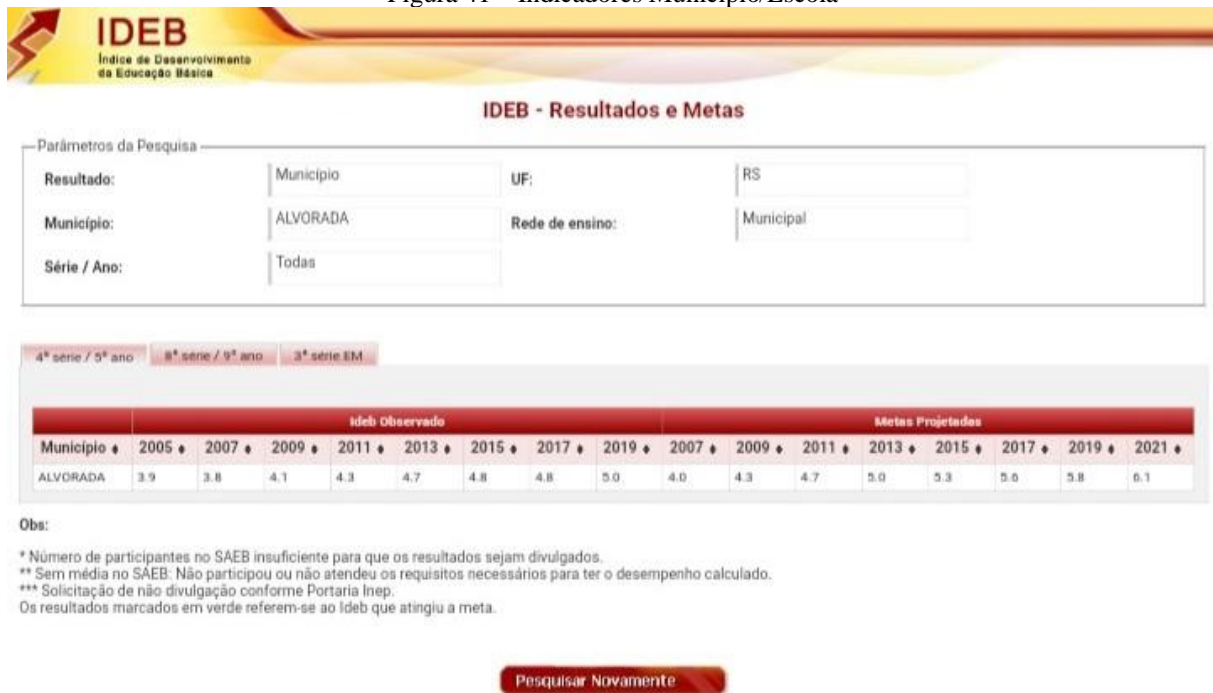 Figura 41 – Indicadores Município/Escola
IDEB
Índice de Desenvolvimento
da Educação Básica
IDEB - Resultados e Metas
Parâmetros da Pesquisa
Resultado: Município UF: RS
Município: ALVORADA Rede de ensino: Municipal
Série / Ano: Todas
4ª série / 5º ano 8ª série / 9º ano 3ª série EM
Ideb Observado Metas Projetadas
Município 2005 2007 2009 2011 2013 2015 2017 2019 2007 2009 2011 2013 2015 2017 2019 2021
ALVORADA 3.9 3.8 4.1 4.3 4.7 4.8 4.8 5.0 4.0 4.3 4.7 5.0 5.3 5.6 5.8 6.1
Obs:
* Número de participantes no SAEB insuficiente para que os resultados sejam divulgados.
** Sem média no SAEB: Não participou ou não atendeu os requisitos necessários para ter o desempenho calculado.
*** Solicitação de não divulgação conforme Portaria Inep.
Os resultados marcados em verde referem-se ao Ideb que atingiu a meta.
Pesquisar Novamente